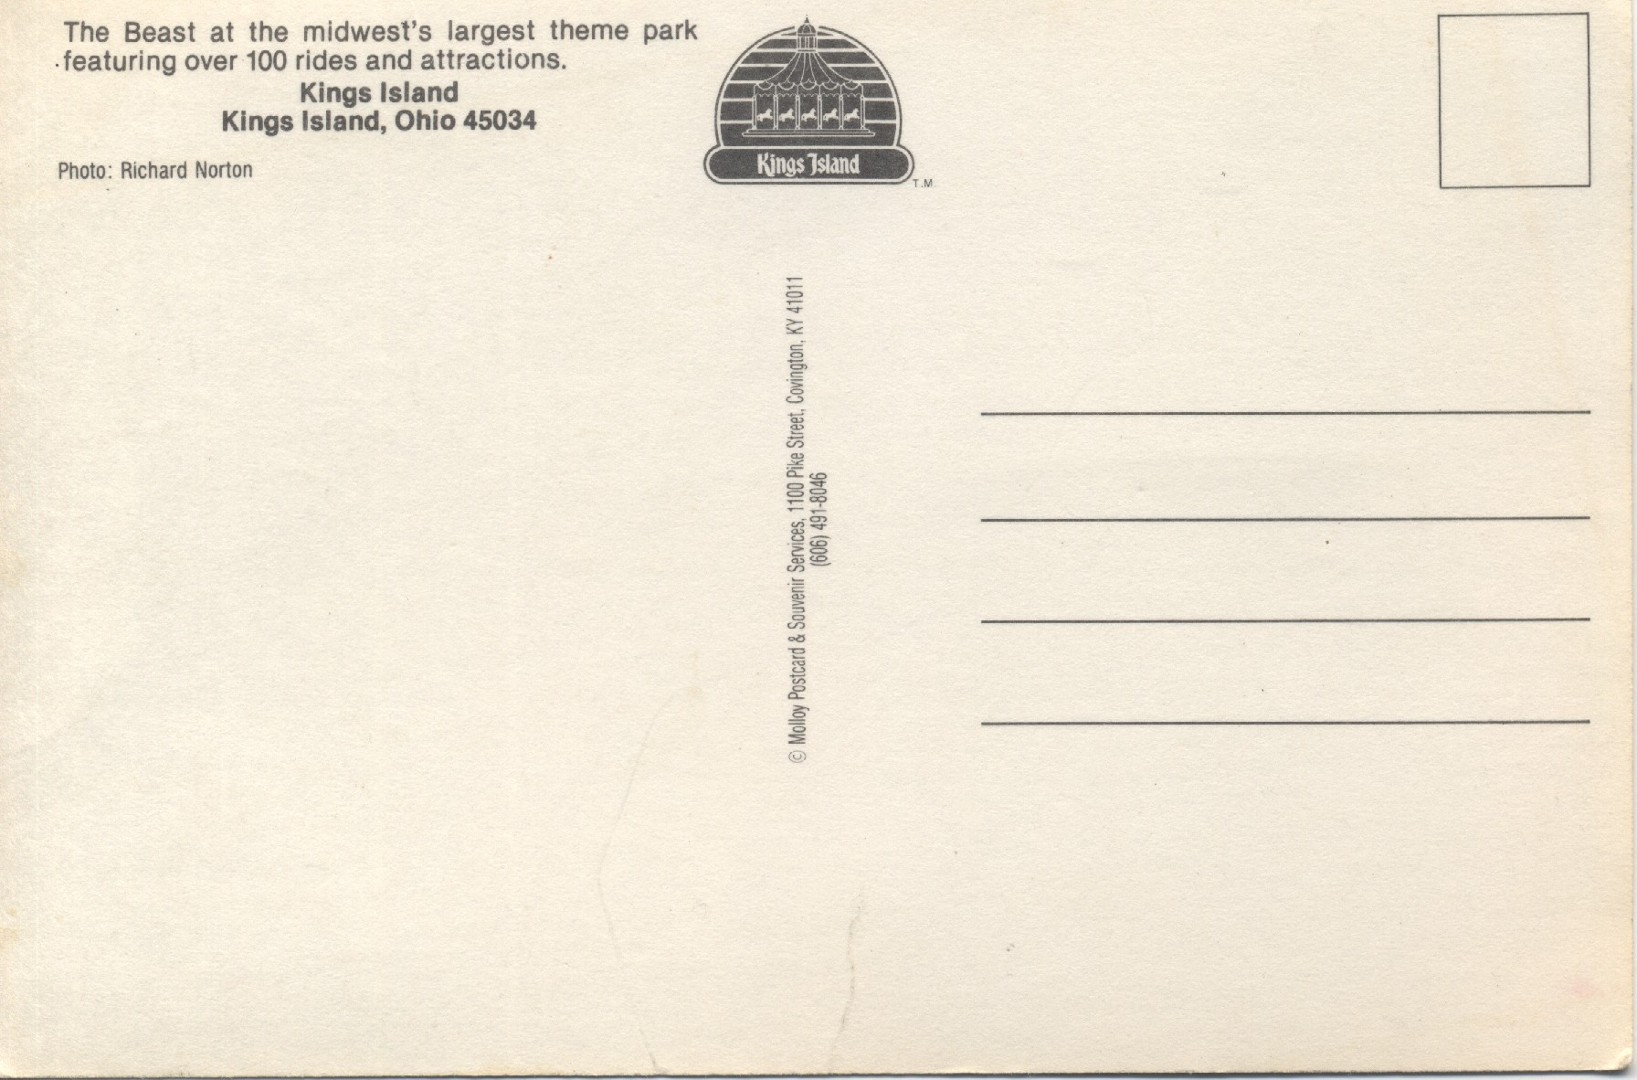 The Beast at the midwest's largest theme park
featuring over 100 rides and attractions.
Kings Island
Kings Island, Ohio 45034
Photo: Richard Norton
Kings Island
T.M.
© Molloy Postcard & Souvenir Services, 1100 Pike Street, Covington, KY 41011
(606) 491-8046